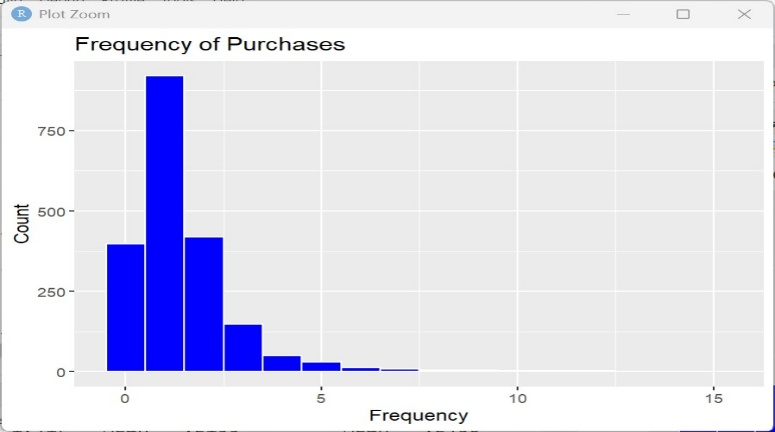 R Plot Zoom
Frequency of Purchases
750
500
250
0
Count
0 5 10 15
Frequency